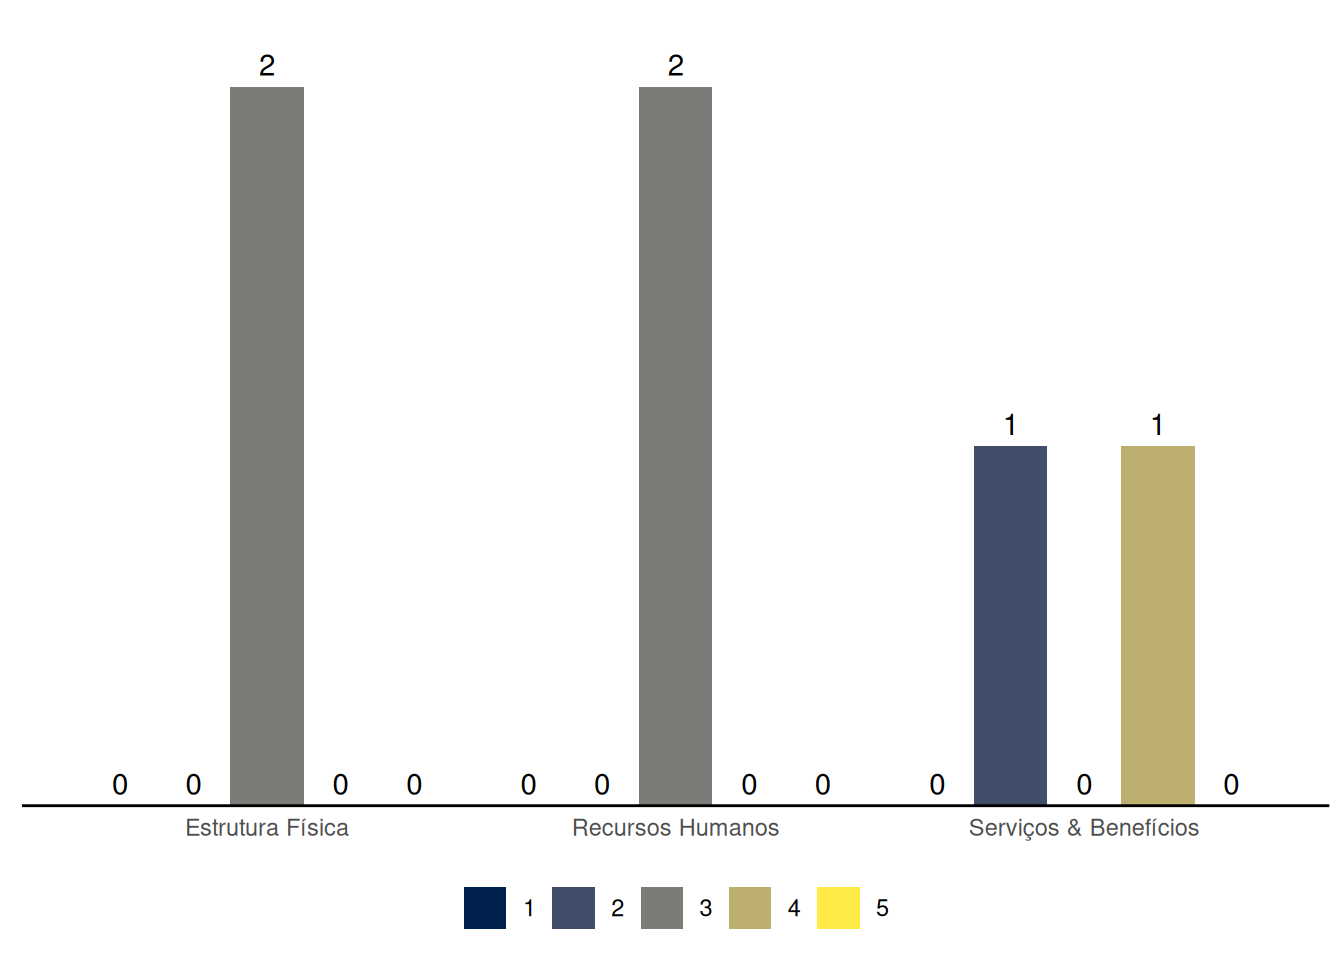 2 2
1 1
0 0 0 0 0 0 0 0 0 0 0
Estrutura Física Recursos Humanos Serviços & Benefícios
1 2 3 4 5